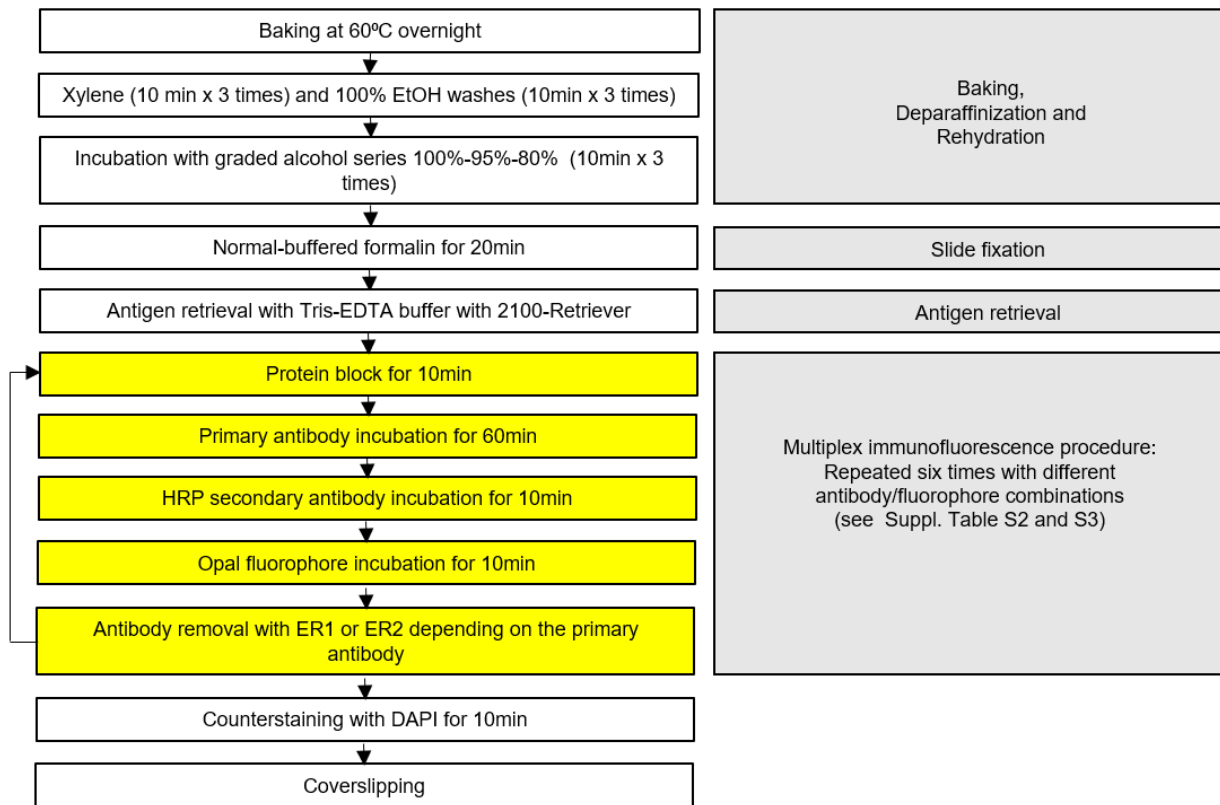 Baking at 60ºC overnight
Xylene (10 min x 3 times) and 100% EtOH washes (10min x 3 times)
Incubation with graded alcohol series 100%-95%-80%  (10min x 3
times)
Baking,
Deparaffinization and
Rehydration
Normal-buffered formalin for 20min
Slide fixation
Antigen retrieval with Tris-EDTA buffer with 2100-Retriever
Antigen retrieval
Protein block for 10min
Primary antibody incubation for 60min
HRP secondary antibody incubation for 10min
Opal fluorophore incubation for 10min
Antibody removal with ER1 or ER2 depending on the primary
antibody
Multiplex immunofluorescence procedure:
Repeated six times with different
antibody/fluorophore combinations
(see  Suppl. Table S2 and S3)
Counterstaining with DAPI for 10min
Coverslipping